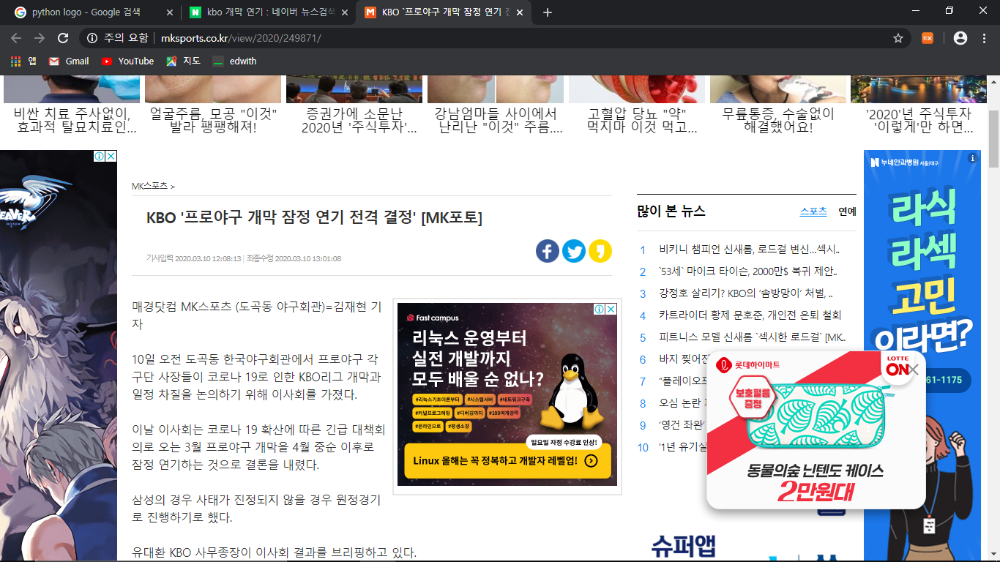 python logo - Google 검색
kbo 개막 연기 : 네이버 뉴스검색
KBO `프로야구 개막 잠정 연기 전
주의 요함
mksports.co.kr/view/2020/249871/
앱
Gmail
YouTube
지도
edwith
비싼 치료 주사없이,
효과적 탈모치료인...
얼굴주름, 모공 "이것"
발라 팽팽해져!
증권가에 소문난
2020년 '주식투자'...
강남엄마들 사이에서
난리난 "이것" 주름,...
고혈압 당뇨 "약"
먹지마 이것 먹고...
무릎통증, 수술없이
해결했어요!
'2020'년 주식투자
'이렇게'만 하면...
MK스포츠 >
KBO '프로야구 개막 잠정 연기 전격 결정' [MK포토]
기사입력 2020.03.10 12:08:13 | 최종수정 2020.03.10 13:01:08
매경닷컴 MK스포츠 (도곡동 야구회관)=김재현 기
자
10일 오전 도곡동 한국야구회관에서 프로야구 각
구단 사장들이 코로나 19로 인한 KBO리그 개막과
일정 차질을 논의하기 위해 이사회를 가졌다.
이날 이사회는 코로나 19 확산에 따른 긴급 대책회
의로 오는 3월 프로야구 개막을 4월 중순 이후로
잠정 연기하는 것으로 결론을 내렸다.
삼성의 경우 사태가 진정되지 않을 경우 원정경기
로 진행하기로 했다.
유대환 KBO 사무종장이 이사회 결과를 브리핑하고 있다.
Fast campus
리눅스 운영부터
실전 개발까지
모두 배울 순 없나?
#리눅스기초이론부터 #시스템서버 #네트워크구축
#커널프로그래밍 #디버깅까지 #100여개강의
#온라인으로 #평생소장
일요일 자정 수강료 인상!
Linux 올해는 꼭 정복하고 개발자 레벨업!
많이 본 뉴스
스포츠 연예
1 비키니 챔피언 신새롬, 로드걸 변신...섹시..
2 `53세` 마이크 타이슨, 2000만$ 복귀 제안..
3 강정호 살리기? KBO의 ‘솜방망이’ 처벌, ..
4 카트라이더 황제 문호준, 개인전 은퇴 철회
5 피트니스 모델 신새롬 `섹시한 로드걸` [MK..
6 바지 찢어진
7 “플레이오프
8 오심 논란
9 '영건 좌완'
10 ‘1년 유기실
슈퍼앱
누네안과병원 서울|대구
라식
라섹
고민
이라면?
61-1175
롯데하이마트
LOTTE
ON
보호필름
증정
동물의숲 닌텐도 케이스
2만원대